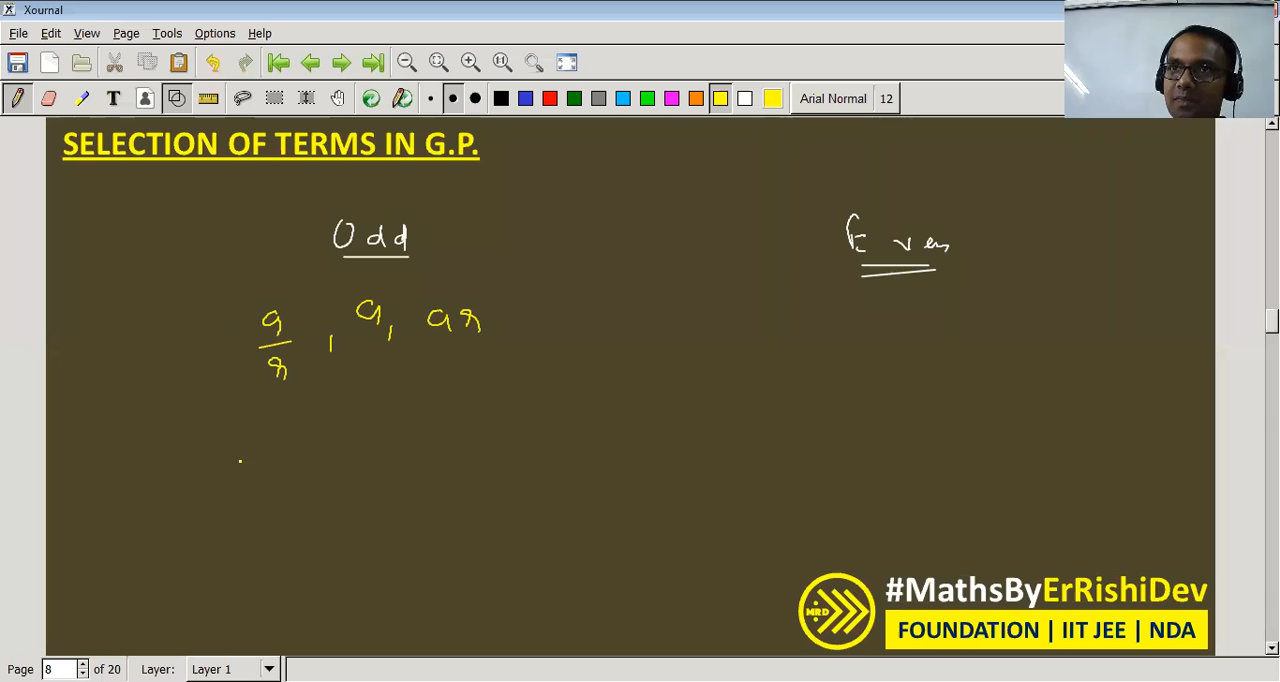 Xournal
File Edit View Page Tools Options Help
Arial Normal 12
SELECTION OF TERMS IN G.P.
Odd Even
a/r , a, ar
MRD
#MathsByErRishiDev
FOUNDATION | IIT JEE | NDA
Page 8 of 20 Layer: Layer 1